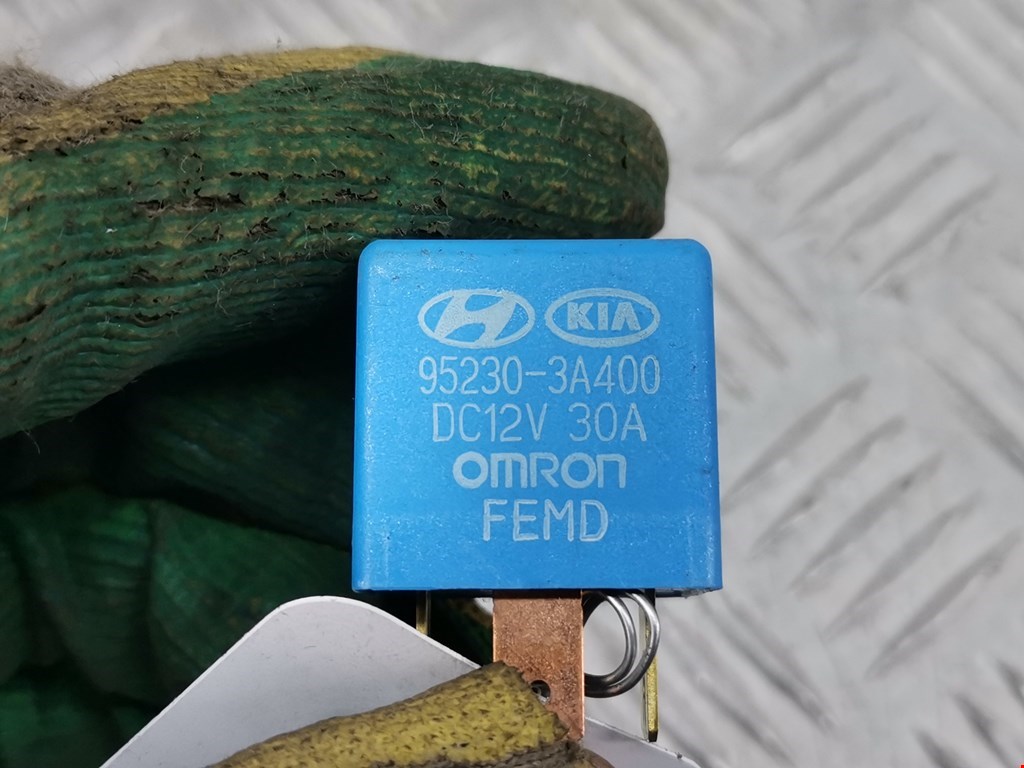 KIA
95230-3A400
DC12V 30A
omron
FEMD